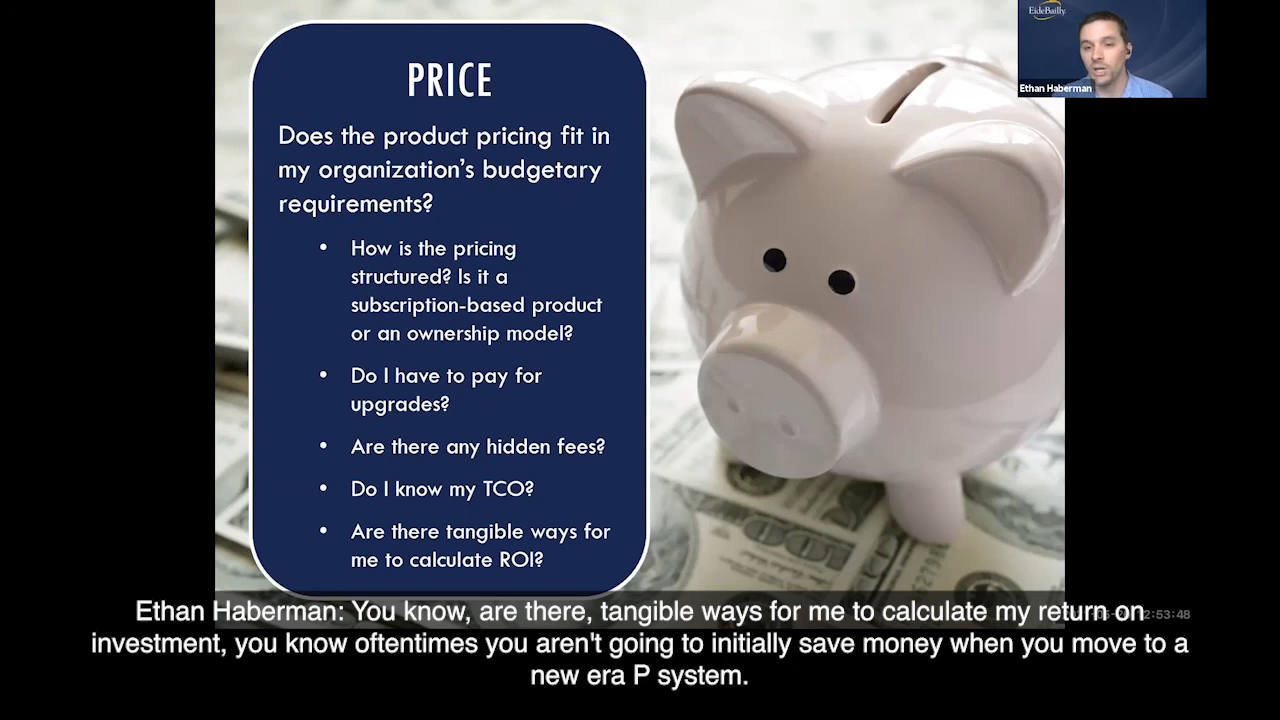 PRICE
Does the product pricing fit in
my organization's budgetary
requirements?
• How is the pricing
structured? Is it a
subscription-based product
or an ownership model?
• Do I have to pay for
upgrades?
• Are there any hidden fees?
• Do I know my TCO?
• Are there tangible ways for
me to calculate ROI?
EideBailly
Ethan Haberman
100
Ethan Haberman: You know, are there, tangible ways for me to calculate my return on
investment, you know oftentimes you aren't going to initially save money when you move to a
new era P system.